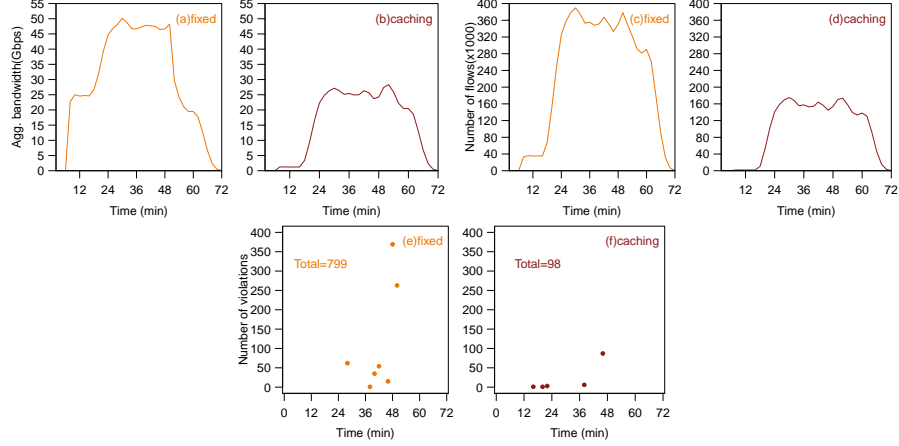 Agg. bandwidth(Gbps)
55
50
45
40
35
30
25
20
15
10
5
0
(a)fixed
12 24 36 48 60 72
Time (min)
55
50
45
40
35
30
25
20
15
10
5
0
(b)caching
12 24 36 48 60 72
Time (min)
Number of flows(x1000)
400
360
320
280
240
200
160
120
80
40
0
(c)fixed
12 24 36 48 60 72
Time (min)
400
360
320
280
240
200
160
120
80
40
0
(d)caching
12 24 36 48 60 72
Time (min)
Number of violations
400
350
300
250
200
150
100
50
0
(e)fixed
Total=799
0 12 24 36 48 60 72
Time (min)
400
350
300
250
200
150
100
50
0
(f)caching
Total=98
0 12 24 36 48 60 72
Time (min)